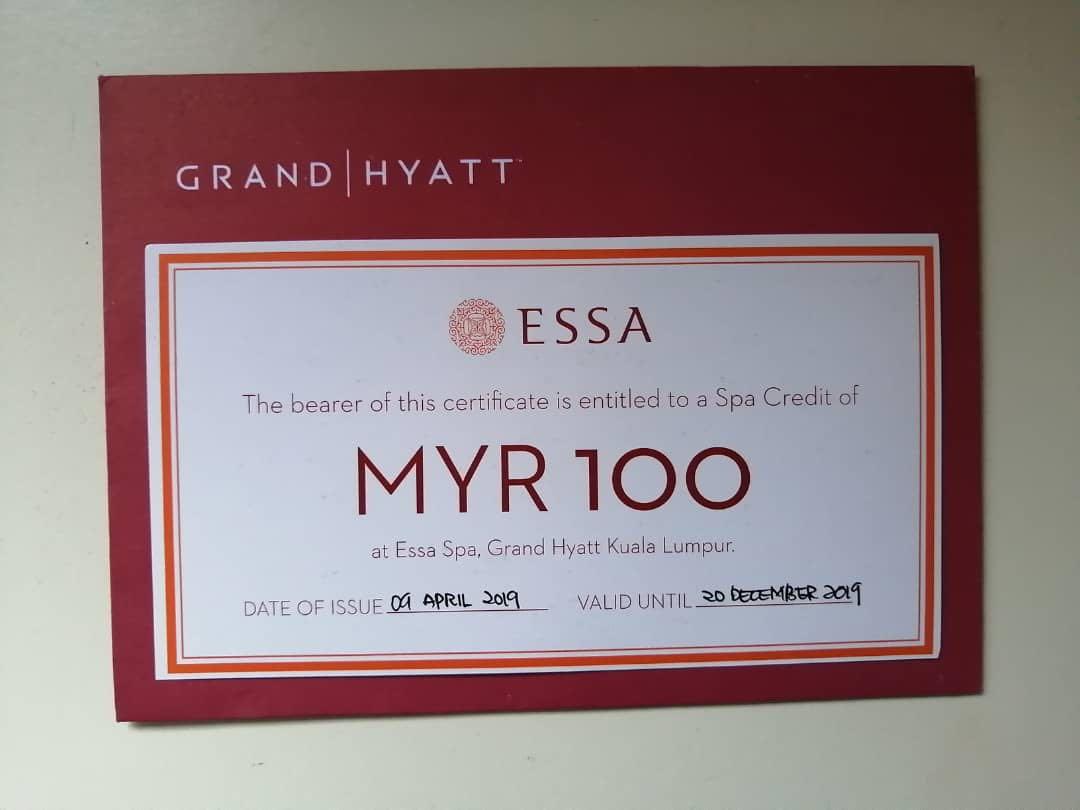 GRAND | HYATT™
ESSA
The bearer of this certificate is entitled to a Spa Credit of
MYR 100
at Essa Spa, Grand Hyatt Kuala Lumpur.
DATE OF ISSUE 09 APRIL 2019 VALID UNTIL 20 DECEMBER 2019